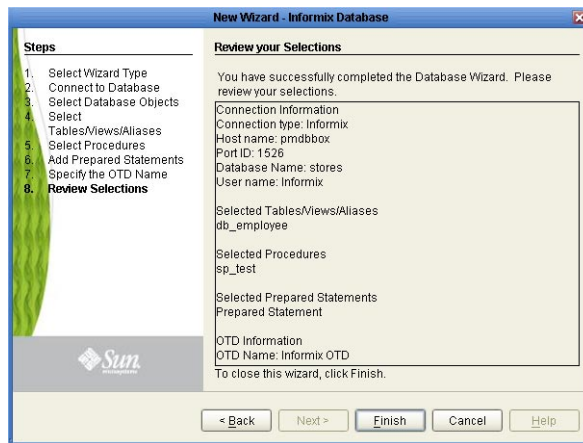 New Wizard - Informix Database
Steps
1. Select Wizard Type
2. Connect to Database
3. Select Database Objects
4. Select
Tables/Views/Aliases
5. Select Procedures
6. Add Prepared Statements
7. Specify the OTD Name
8. Review Selections
Sun
microsystems
Review your Selections
You have successfully completed the Database Wizard. Please
review your selections.
Connection Information
Connection type: Informix
Host name: pmdbbox
Port ID: 1526
Database Name: stores
User name: Informix
Selected Tables/Views/Aliases
db_employee
Selected Procedures
sp_test
Selected Prepared Statements
Prepared Statement
OTD Information
OTD Name: Informix OTD
To close this wizard, click Finish.
< Back
Next >
Finish
Cancel
Help